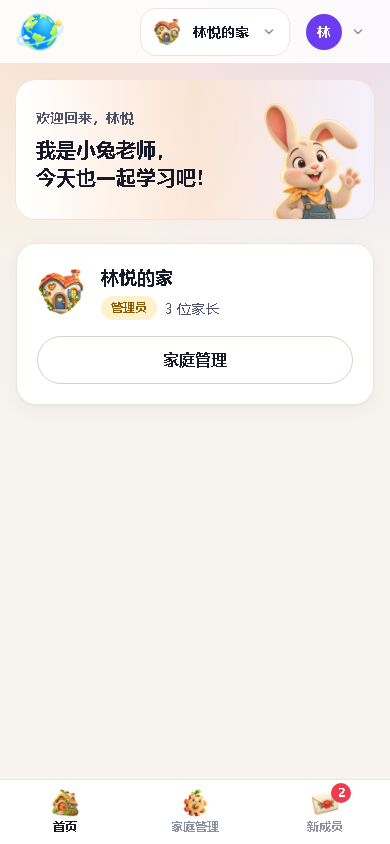 林悦的家
林
欢迎回来，林悦
我是小兔老师，
今天也一起学习吧！
林悦的家
管理员
3 位家长
家庭管理
首页
家庭管理
2
新成员